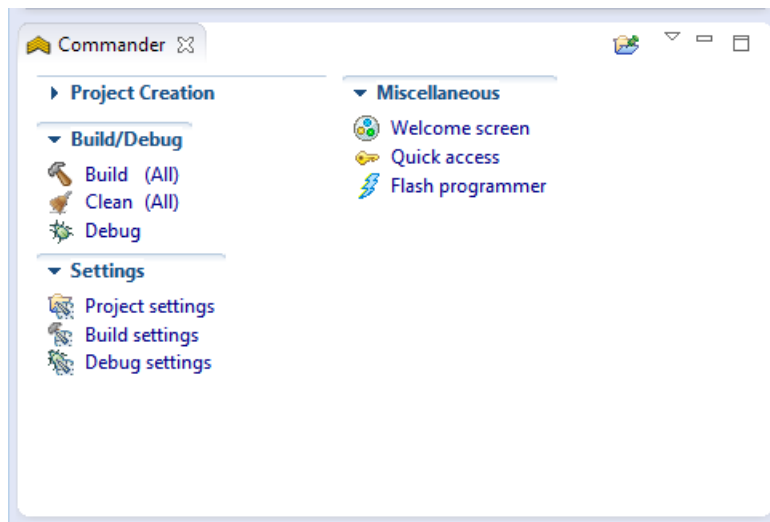 Commander
Project Creation
Build/Debug
Build (All)
Clean (All)
Debug
Settings
Project settings
Build settings
Debug settings
Miscellaneous
Welcome screen
Quick access
Flash programmer